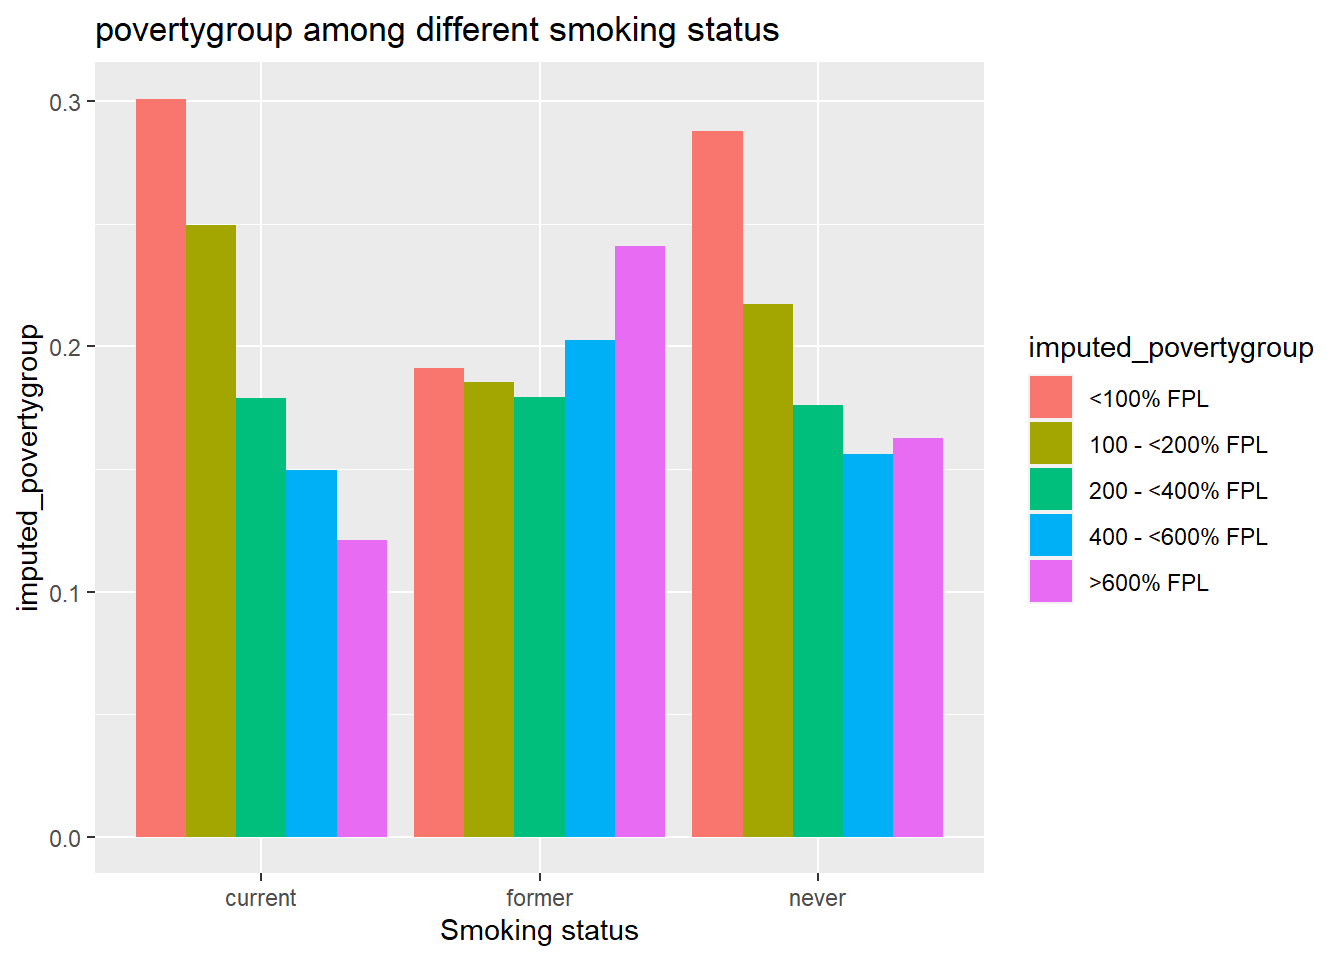 povertygroup among different smoking status
imputed_povertygroup
0.3
0.2
0.1
0.0
current former never
Smoking status
imputed_povertygroup
<100% FPL
100 - <200% FPL
200 - <400% FPL
400 - <600% FPL
>600% FPL